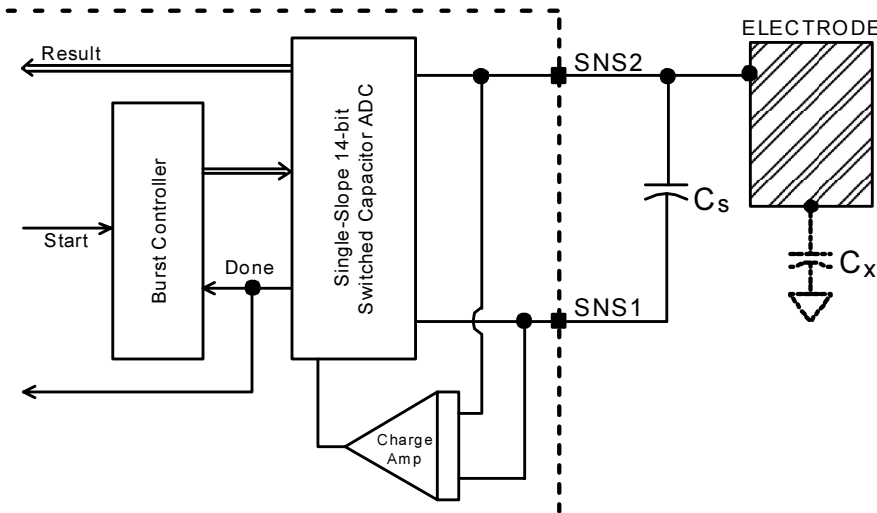 ELECTRODE
Result
SNS2
Single-Slope 14-bit
Switched Capacitor ADC
Burst Controller
Cs
Start
Done
Cx
SNS1
Charge
Amp